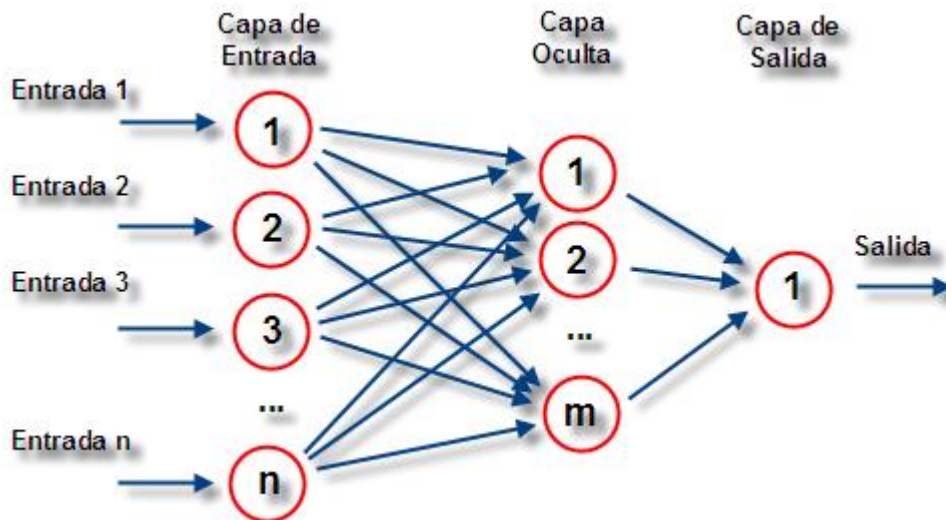 Capa de
Entrada
Capa
Oculta
Capa de
Salida
Entrada 1
1
Entrada 2
2
Entrada 3
3
...
Entrada n
n
1
2
...
m
1
Salida